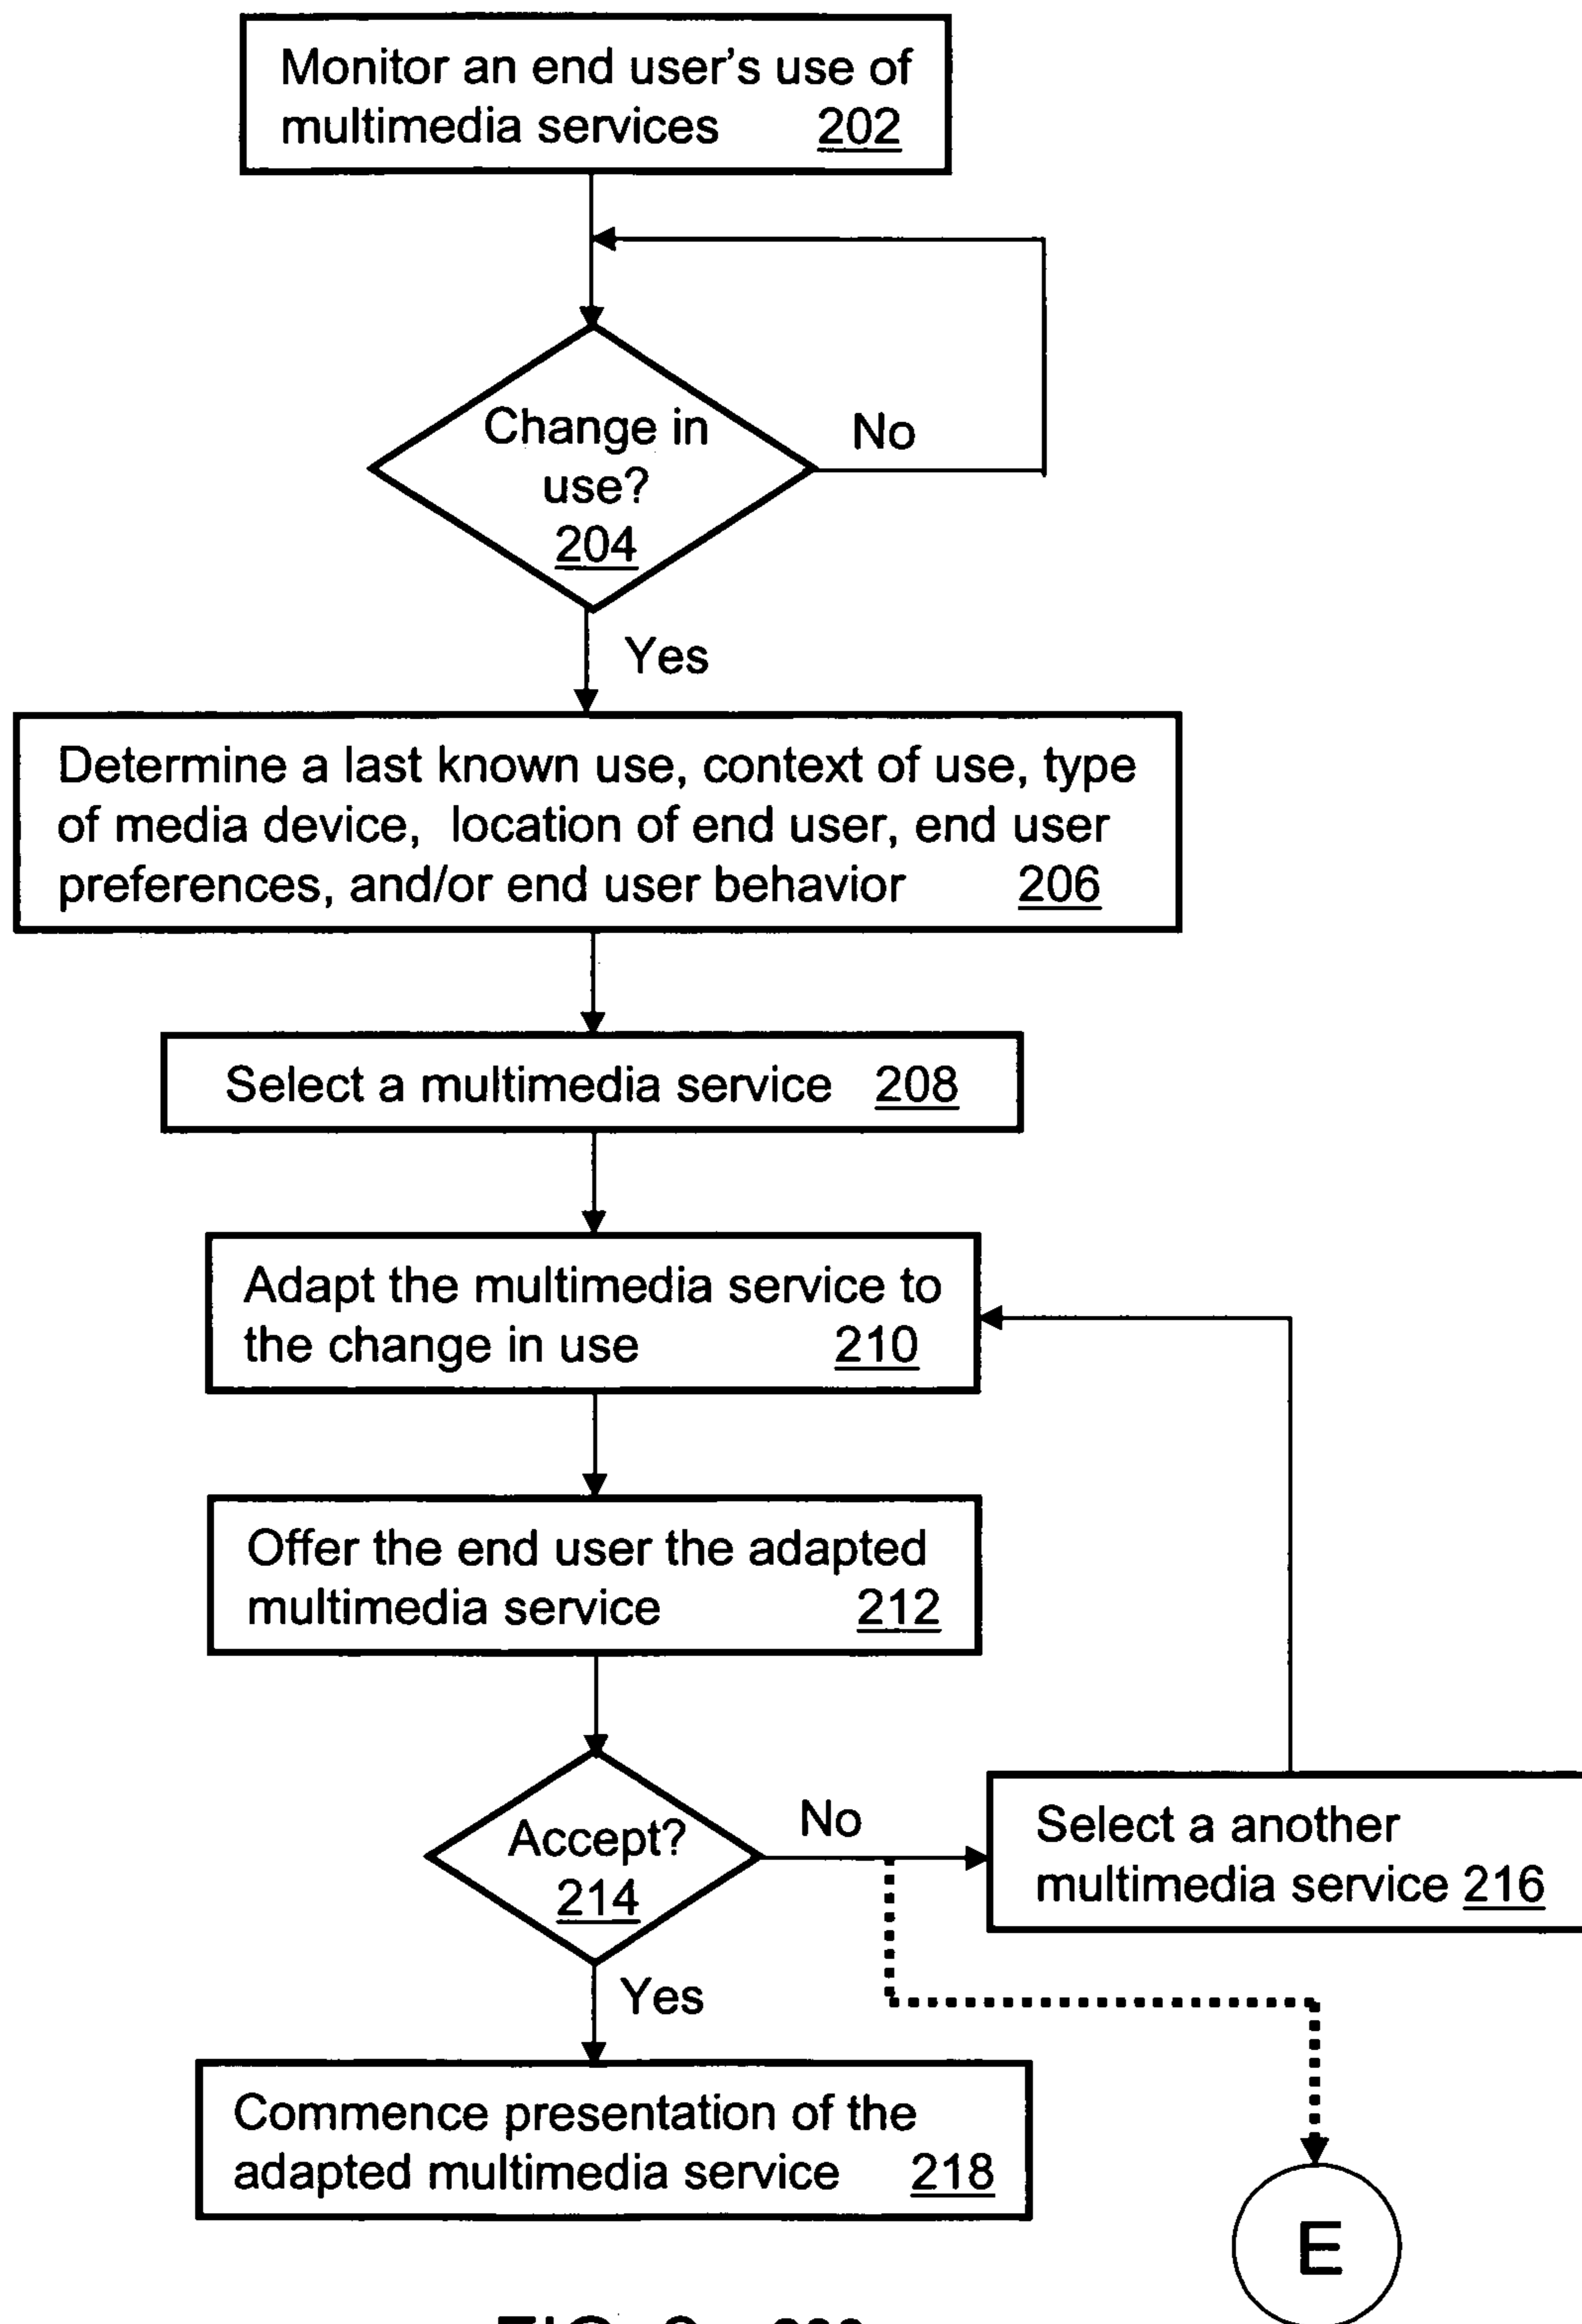 Monitor an end user's use of
multimedia services 202
Change in
use?
204
No
Yes
Determine a last known use, context of use, type
of media device, location of end user, end user
preferences, and/or end user behavior 206
Select a multimedia service 208
Adapt the multimedia service to
the change in use 210
Offer the end user the adapted
multimedia service 212
Accept?
214
No
Select a another
multimedia service 216
Yes
Commence presentation of the
adapted multimedia service 218
E